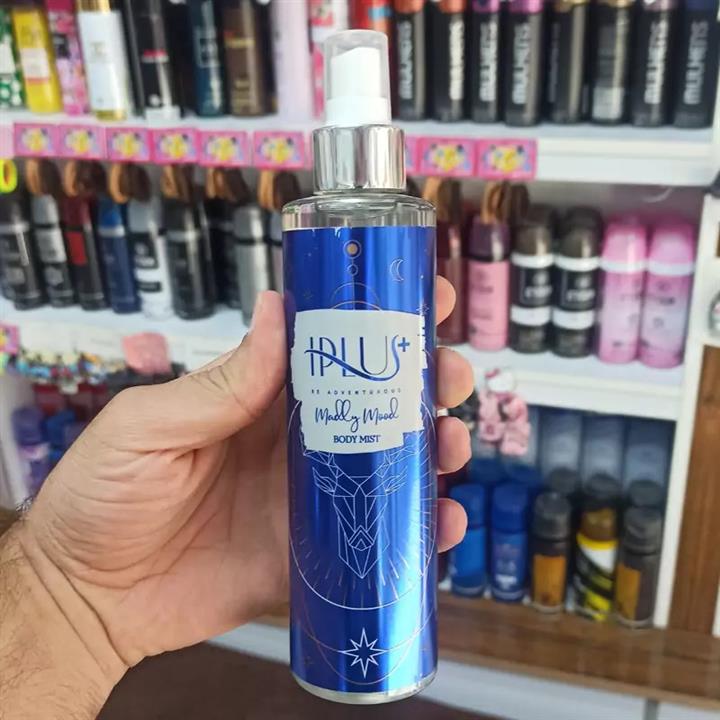 IPLUS+
BE ADVENTUROUS
Madly Mood
BODY MIST